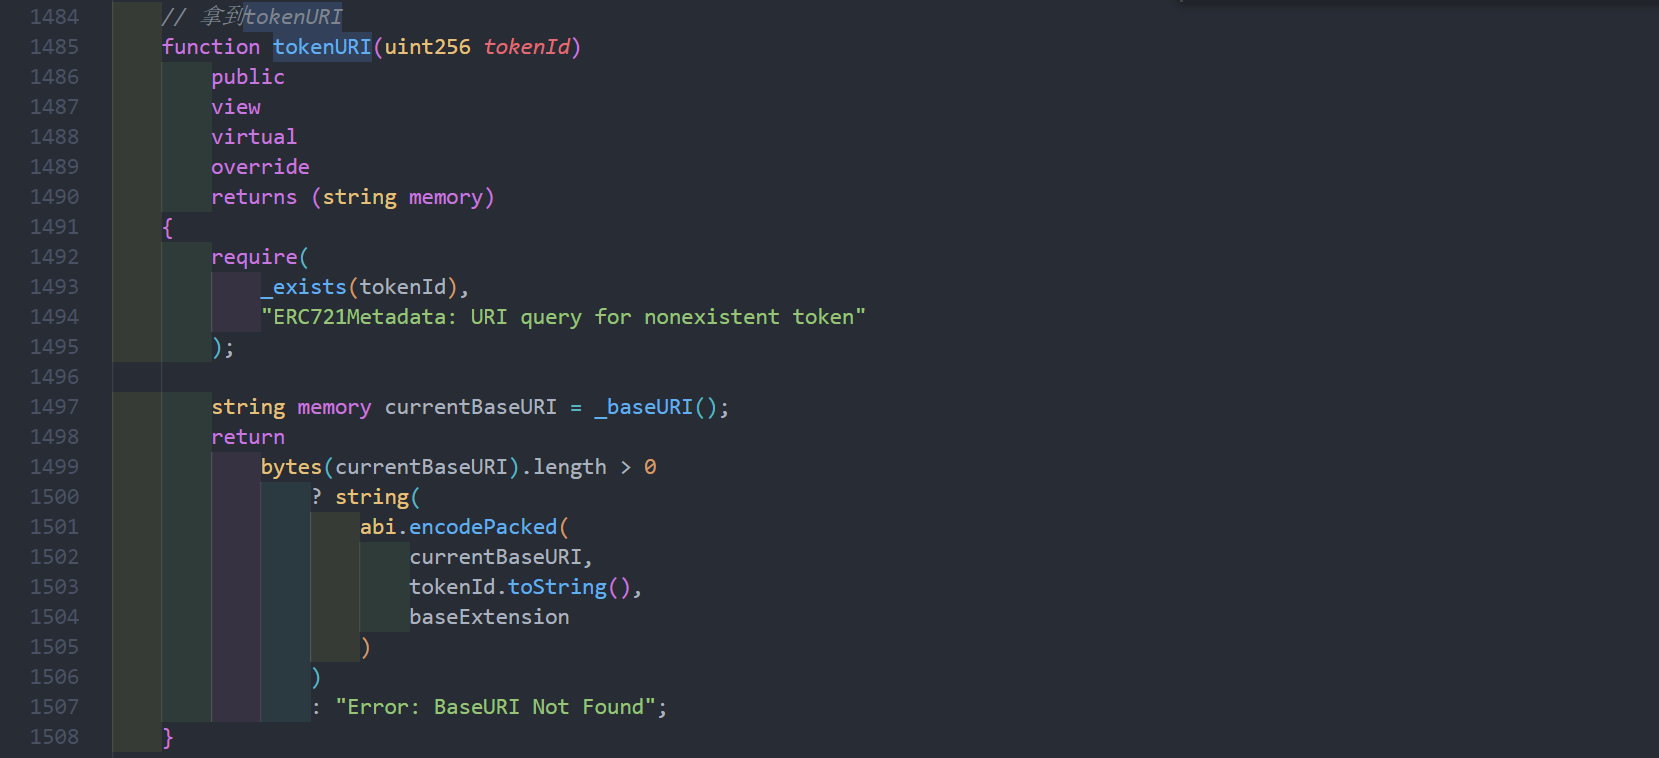 1484 // 拿到tokenURI
1485 function tokenURI(uint256 tokenId)
1486 public
1487 view
1488 virtual
1489 override
1490 returns (string memory)
1491 {
1492 require(
1493 _exists(tokenId),
1494 "ERC721Metadata: URI query for nonexistent token"
1495 );
1496
1497 string memory currentBaseURI = _baseURI();
1498 return
1499 bytes(currentBaseURI).length > 0
1500 ? string(
1501 abi.encodePacked(
1502 currentBaseURI,
1503 tokenId.toString(),
1504 baseExtension
1505 )
1506 )
1507 : "Error: BaseURI Not Found";
1508 }